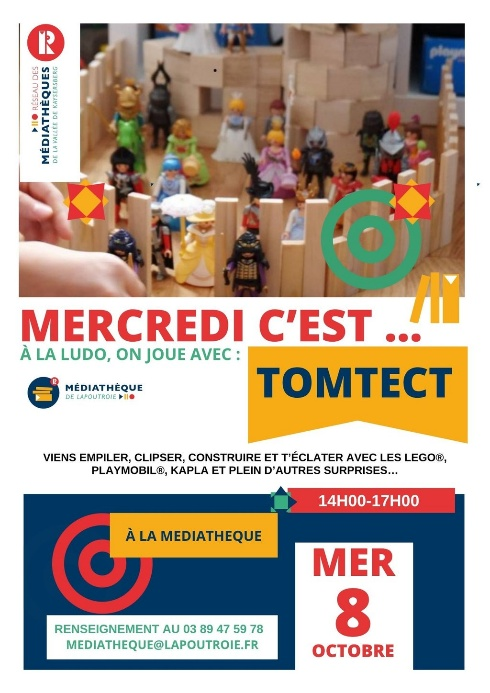 RÉSEAU DES
MÉDIATHÈQUES
DE LA VALLÉE DE KAYSERSBERG
MERCREDI C'EST ...
À LA LUDO, ON JOUE AVEC :
TOMTECT
MÉDIATHÈQUE
DE LAPOUTROIE
VIENS EMPILER, CLIPSER, CONSTRUIRE ET T'ÉCLATER AVEC LES LEGO®,
PLAYMOBIL®, KAPLA ET PLEIN D'AUTRES SURPRISES...
14H00-17H00
À LA MEDIATHEQUE
MER
8
OCTOBRE
RENSEIGNEMENT AU 03 89 47 59 78
MEDIATHEQUE@LAPOUTROIE.FR